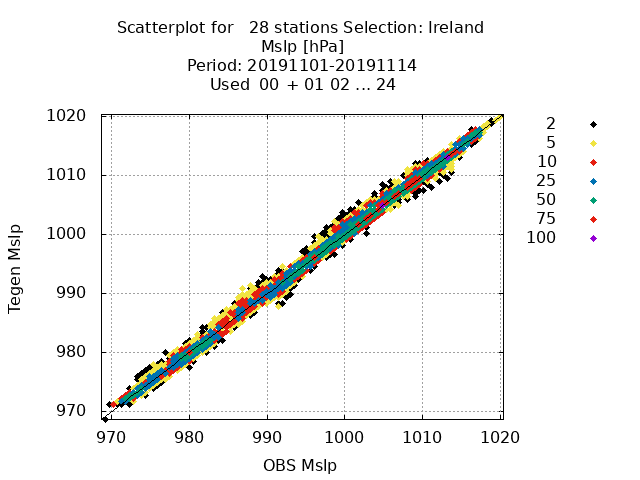 Scatterplot for   28 stations Selection: Ireland
Mslp [hPa]
Period: 20191101-20191114
Used  00 + 01 02 ... 24
1020
1010
1000
990
980
970
970 980 990 1000 1010 1020
Tegen Mslp
OBS Mslp
2
5
10
25
50
75
100